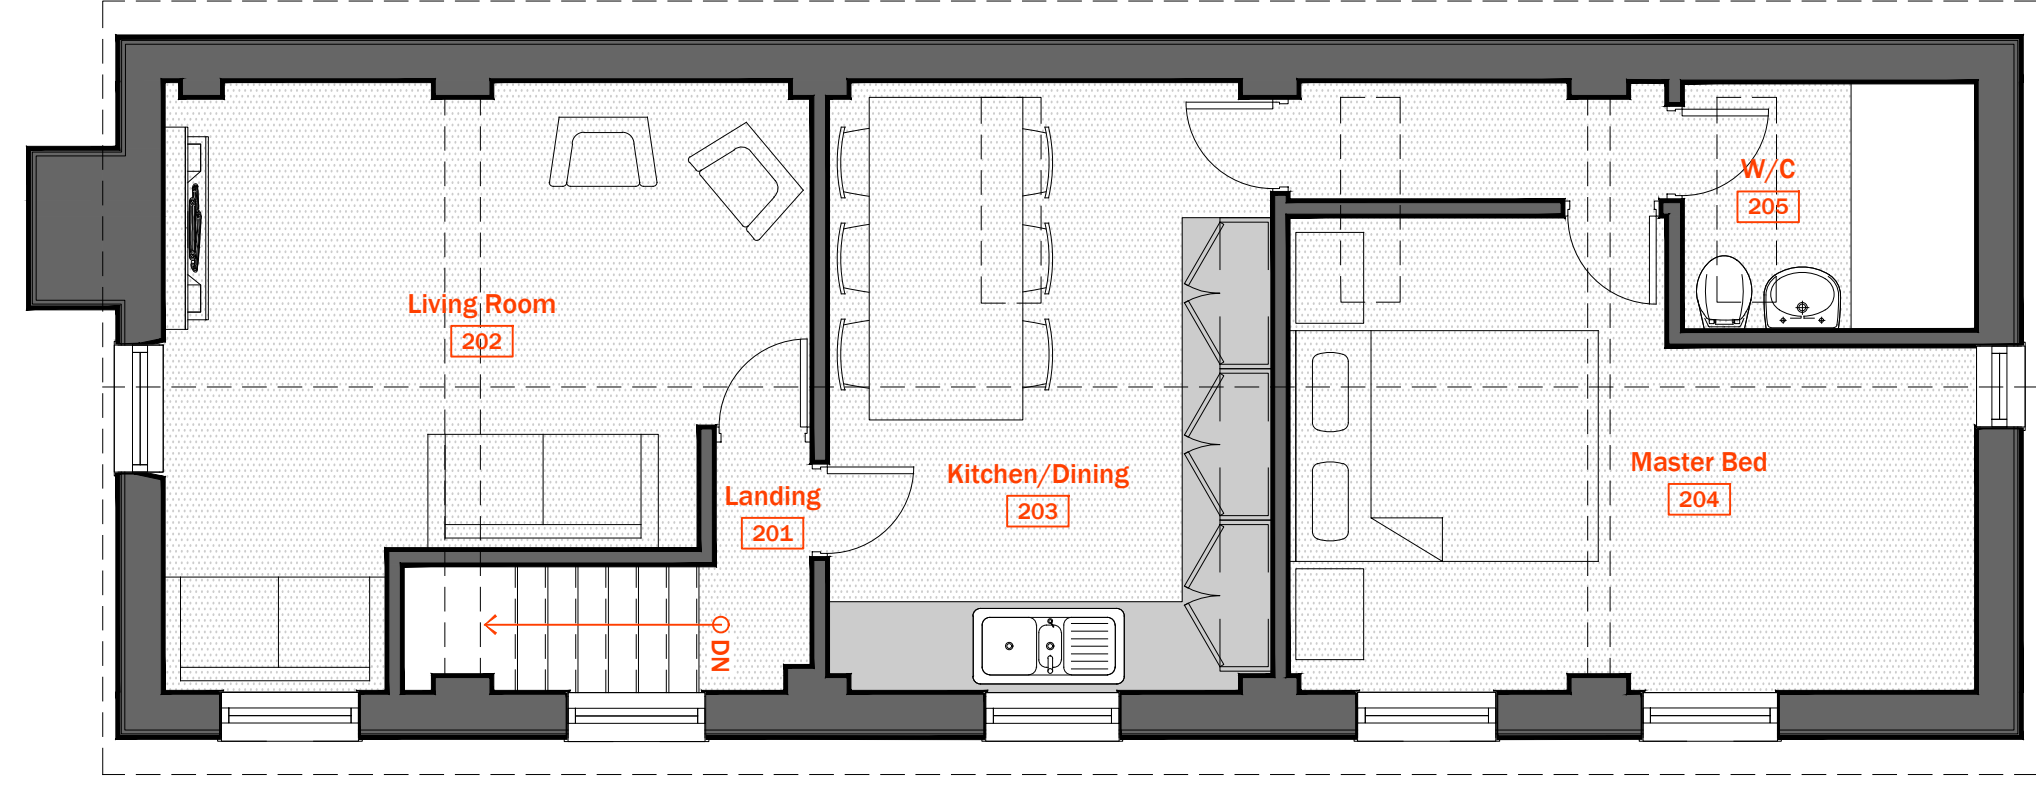 Living Room
202
Landing
201
DN
Kitchen/Dining
203
Master Bed
204
W/C
205